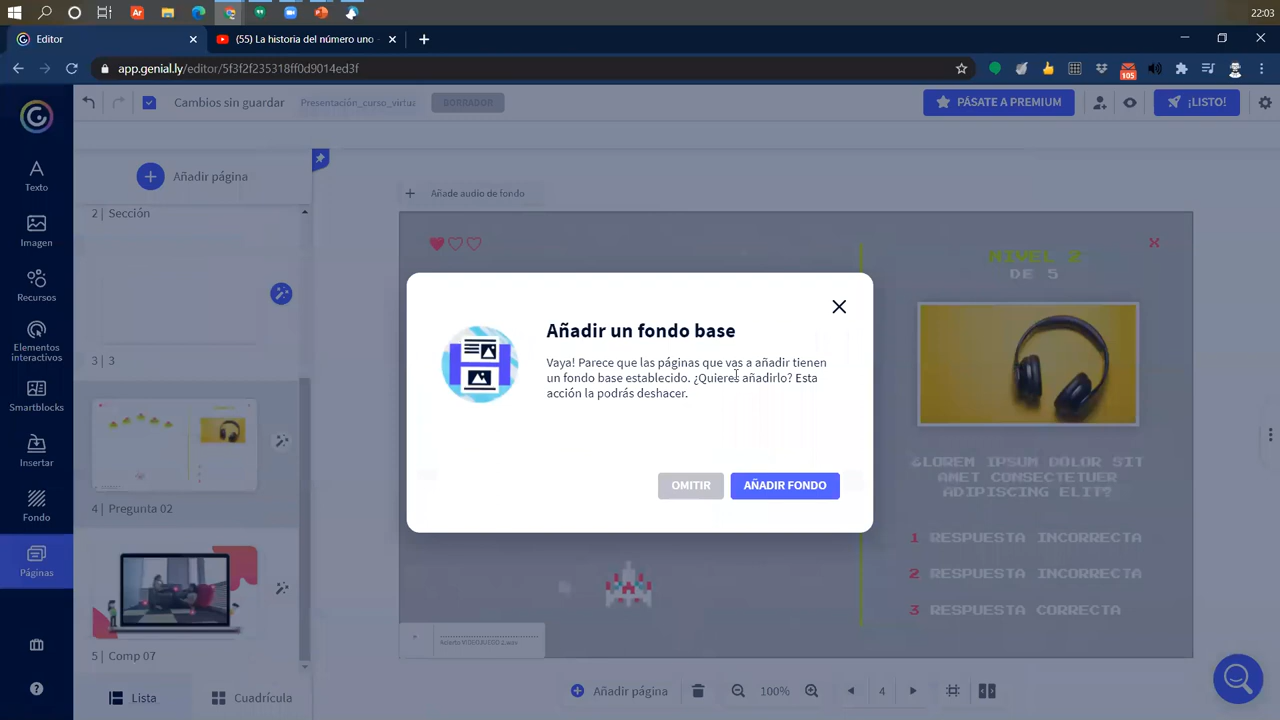 22:03
Editor
(55) La historia del número uno
app.genial.ly/editor/5f3f2f235318ff0d9014ed3f
105
Cambios sin guardar
Presentación_curso_virtua
BORRADOR
PÁSATE A PREMIUM
¡LISTO!
Texto
Imagen
Recursos
Elementos
interactivos
Smartblocks
Insertar
Fondo
Páginas
Añadir página
2 | Sección
3 | 3
4 | Pregunta 02
5 | Comp 07
Lista
Cuadrícula
Añade audio de fondo
NIVEL 2
DE 5
¿LOREM IPSUM DOLOR SIT
AMET CONSECTETUER
ADIPISCING ELIT?
1 RESPUESTA INCORRECTA
2 RESPUESTA INCORRECTA
3 RESPUESTA CORRECTA
Añadir un fondo base
Vaya! Parece que las páginas que vas a añadir tienen
un fondo base establecido. ¿Quieres añadirlo? Esta
acción la podrás deshacer.
OMITIR
AÑADIR FONDO
Añadir página
100%
4